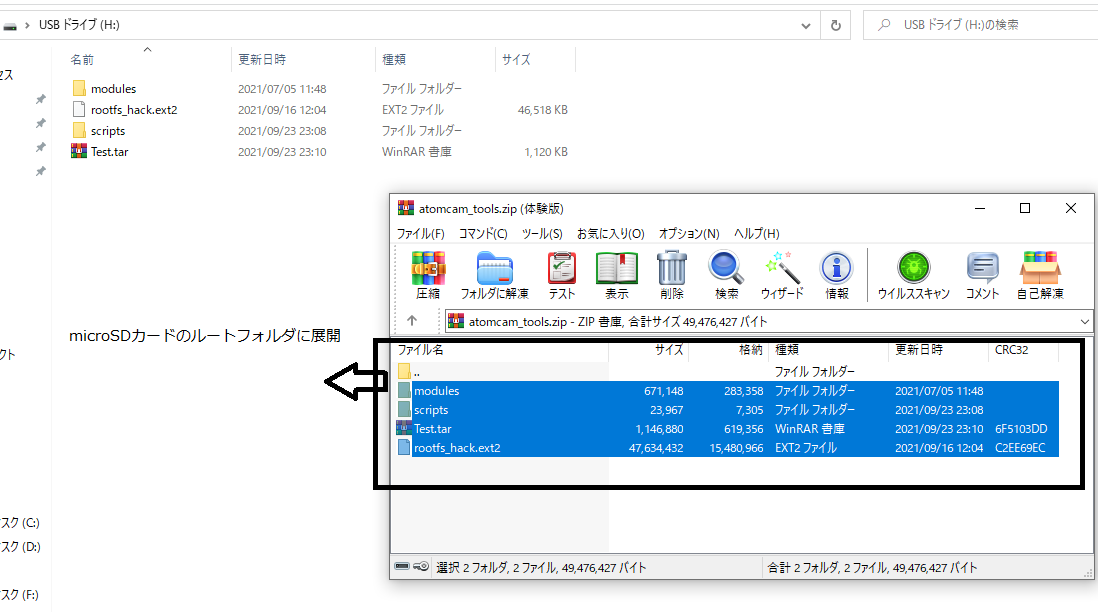 USB ドライブ (H:)
USB ドライブ (H:)の検索
名前 更新日時 種類 サイズ
セス
modules 2021/07/05 11:48 ファイル フォルダー
rootfs_hack.ext2 2021/09/16 12:04 EXT2 ファイル 46,518 KB
scripts 2021/09/23 23:08 ファイル フォルダー
Test.tar 2021/09/23 23:10 WinRAR 書庫 1,120 KB
atomcam_tools.zip (体験版)
ファイル(F) コマンド(C) ツール(S) お気に入り(O) オプション(N) ヘルプ(H)
圧縮 フォルダに解凍 テスト 表示 削除 検索 ウィザード 情報 ウイルススキャン コメント 自己解凍
atomcam_tools.zip - ZIP 書庫, 合計サイズ 49,476,427 バイト
microSDカードのルートフォルダに展開
クト
ファイル名 サイズ 格納 種類 更新日時 CRC32
.. ファイル フォルダー
modules 671,148 283,358 ファイル フォルダー 2021/07/05 11:48
scripts 23,967 7,305 ファイル フォルダー 2021/09/23 23:08
Test.tar 1,146,880 619,356 WinRAR 書庫 2021/09/23 23:10 6F5103DD
rootfs_hack.ext2 47,634,432 15,480,966 EXT2 ファイル 2021/09/16 12:04 C2EE69EC
スク (C:)
スク (D:)
選択 2 フォルダ, 2 ファイル, 49,476,427 バイト
合計 2 フォルダ, 2 ファイル, 49,476,427 バイト
スク (F:)